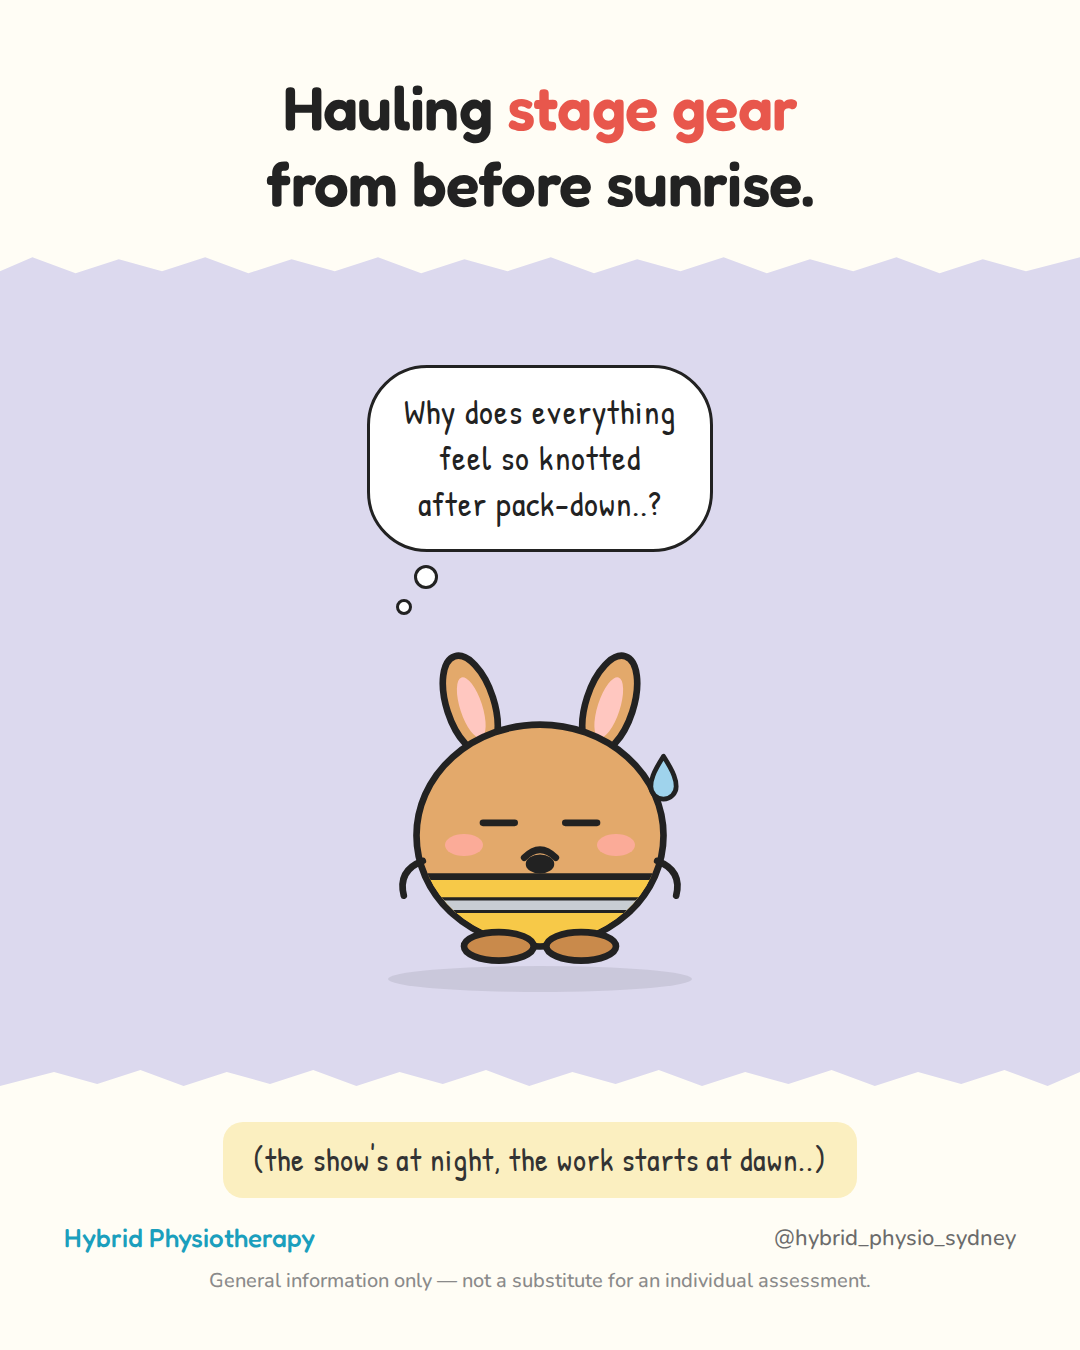 Hauling stage gear
from before sunrise.
Why does everything
feel so knotted
after pack-down..?
(the show's at night, the work starts at dawn..)
Hybrid Physiotherapy
@hybrid_physio_sydney
General information only — not a substitute for an individual assessment.